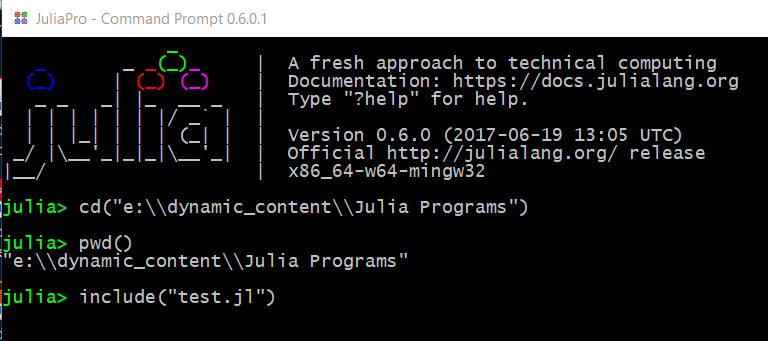 JuliaPro - Command Prompt 0.6.0.1
               _
   _       _ _(_)_     |  A fresh approach to technical computing
  (_)     | (_) (_)    |  Documentation: https://docs.julialang.org
   _ _   _| |_  __ _   |  Type "?help" for help.
  | | | | | | |/ _` |  |
  | | |_| | | | (_| |  |  Version 0.6.0 (2017-06-19 13:05 UTC)
 _/ |\__'_|_|_|\__'_|  |  Official http://julialang.org/ release
|__/                   |  x86_64-w64-mingw32
julia> cd("e:\\dynamic_content\\Julia Programs")
julia> pwd()
"e:\\dynamic_content\\Julia Programs"
julia> include("test.jl")